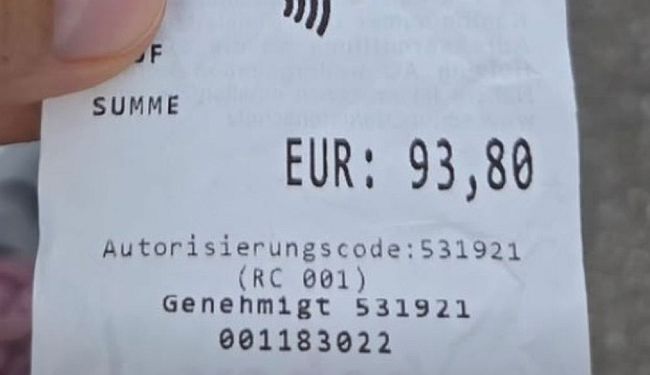 SUMME
EUR: 93,80
Autorisierungscode:531921
(RC 001)
Genehmigt 531921
001183022